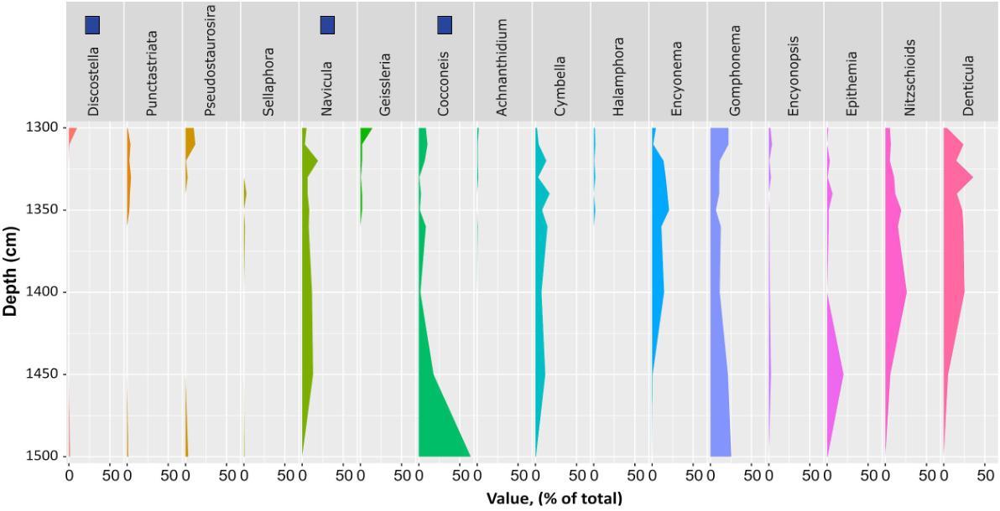 Discostella
Punctastriata
Pseudostaurosira
Sellaphora
Navicula
Geissleria
Cocconeis
Achnanthidium
Cymbella
Halamphora
Encyonema
Gomphonema
Encyonopsis
Epithemia
Nitzschioids
Denticula
Depth (cm)
1300
1350
1400
1450
1500
0 50 0 50 0 50 0 50 0 50 0 50 0 50 0 50 0 50 0 50 0 50 0 50 0 50 0 50 0 50 0 50
Value, (% of total)